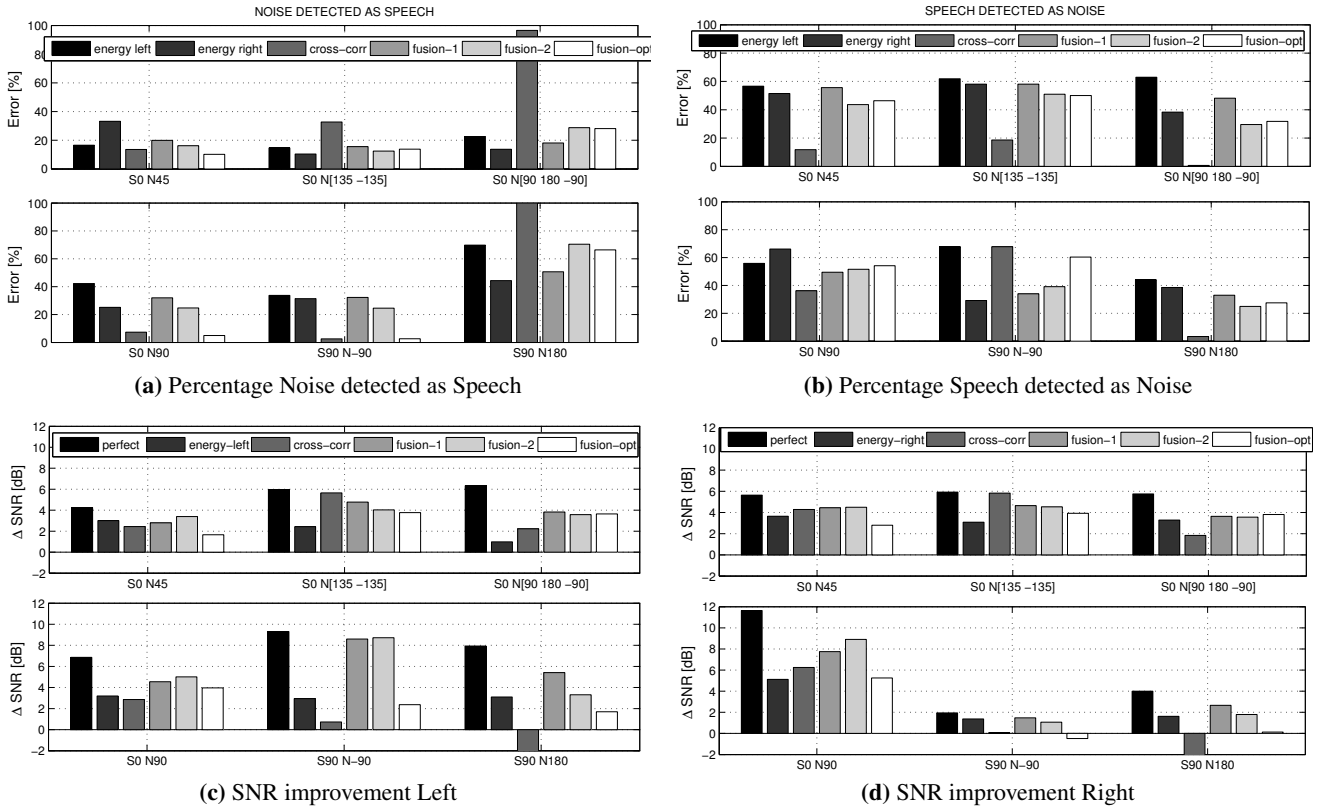 NOISE DETECTED AS SPEECH
100
80
60
40
20
0
Error [%]
energy left energy right cross-corr fusion-1 fusion-2 fusion-opt
S0 N45 S0 N[135 -135] S0 N[90 180 -90]
100
80
60
40
20
0
Error [%]
S0 N90 S90 N-90 S90 N180
(a) Percentage Noise detected as Speech
SPEECH DETECTED AS NOISE
100
80
60
40
20
0
Error [%]
energy left energy right cross-corr fusion-1 fusion-2 fusion-opt
S0 N45 S0 N[135 -135] S0 N[90 180 -90]
100
80
60
40
20
0
Error [%]
S0 N90 S90 N-90 S90 N180
(b) Percentage Speech detected as Noise
12
10
8
6
4
2
0
-2
Δ SNR [dB]
perfect energy-left cross-corr fusion-1 fusion-2 fusion-opt
S0 N45 S0 N[135 -135] S0 N[90 180 -90]
12
10
8
6
4
2
0
-2
Δ SNR [dB]
S0 N90 S90 N-90 S90 N180
(c) SNR improvement Left
12
10
8
6
4
2
0
-2
Δ SNR [dB]
perfect energy-right cross-corr fusion-1 fusion-2 fusion-opt
S0 N45 S0 N[135 -135] S0 N[90 180 -90]
12
10
8
6
4
2
0
-2
Δ SNR [dB]
S0 N90 S90 N-90 S90 N180
(d) SNR improvement Right